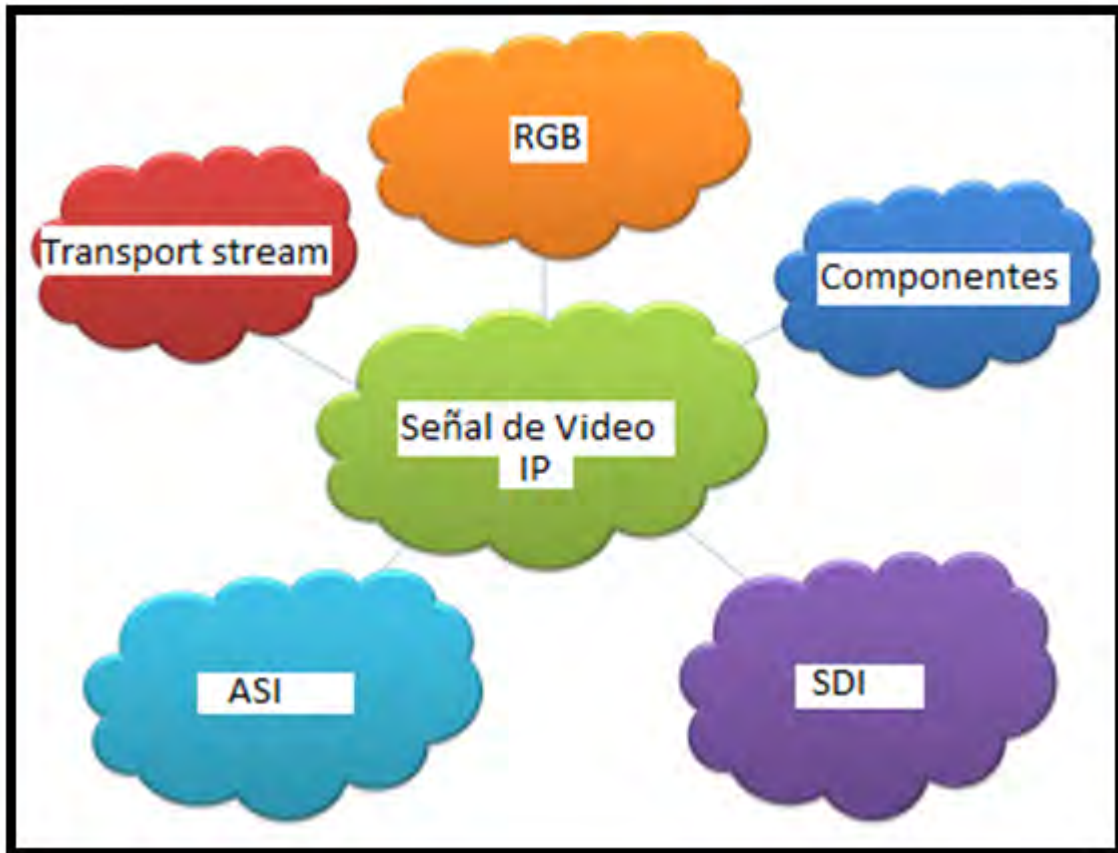 RGB
Transport stream
Componentes
Señal de Video
IP
ASI
SDI